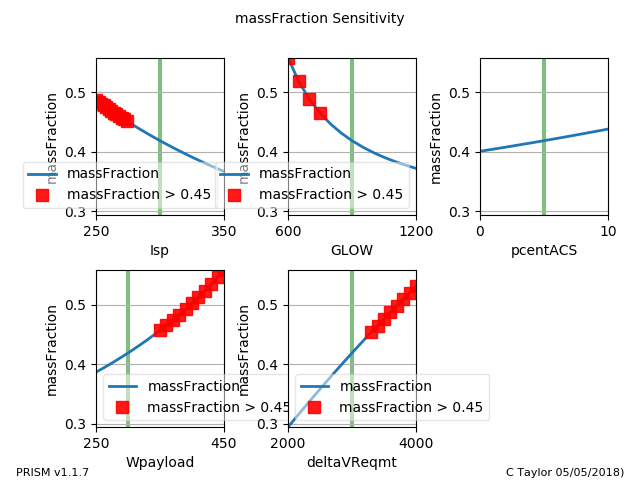 massFraction Sensitivity
massFraction
0.5
0.4
0.3
massFraction
massFraction > 0.45
250
350
Isp
massFraction
0.5
0.4
0.3
massFraction
massFraction > 0.45
600
1200
GLOW
massFraction
0.5
0.4
0.3
0
10
pcentACS
massFraction
0.5
0.4
0.3
massFraction
massFraction > 0.45
250
450
Wpayload
massFraction
0.5
0.4
0.3
massFraction
massFraction > 0.45
2000
4000
deltaVReqmt
PRISM v1.1.7
C Taylor 05/05/2018)